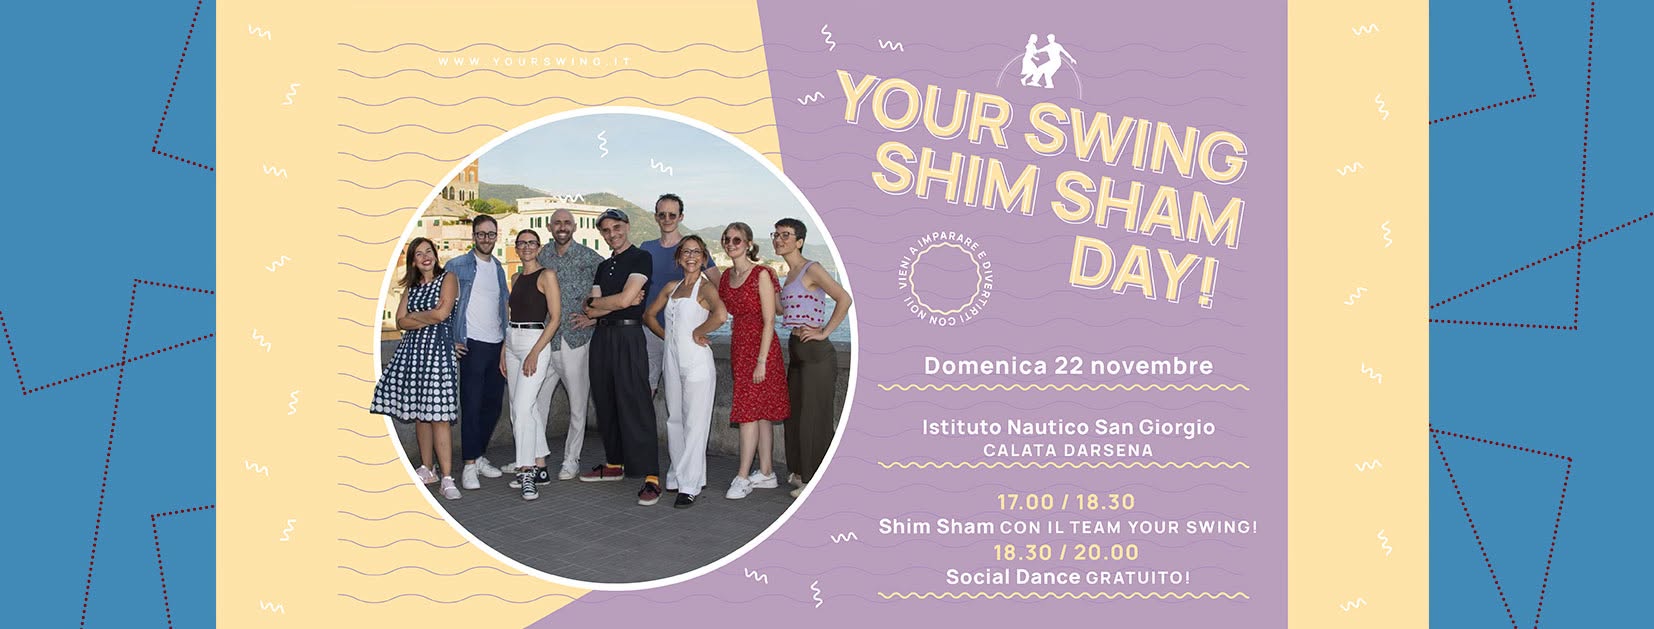 WWW.YOURSWING.IT
YOUR SWING
SHIM SHAM
DAY!
VIENI A IMPARARE E DIVERTIRTI CON NOI!
Domenica 22 novembre
Istituto Nautico San Giorgio
CALATA DARSENA
17.00 / 18.30
Shim Sham CON IL TEAM YOUR SWING!
18.30 / 20.00
Social Dance GRATUITO!